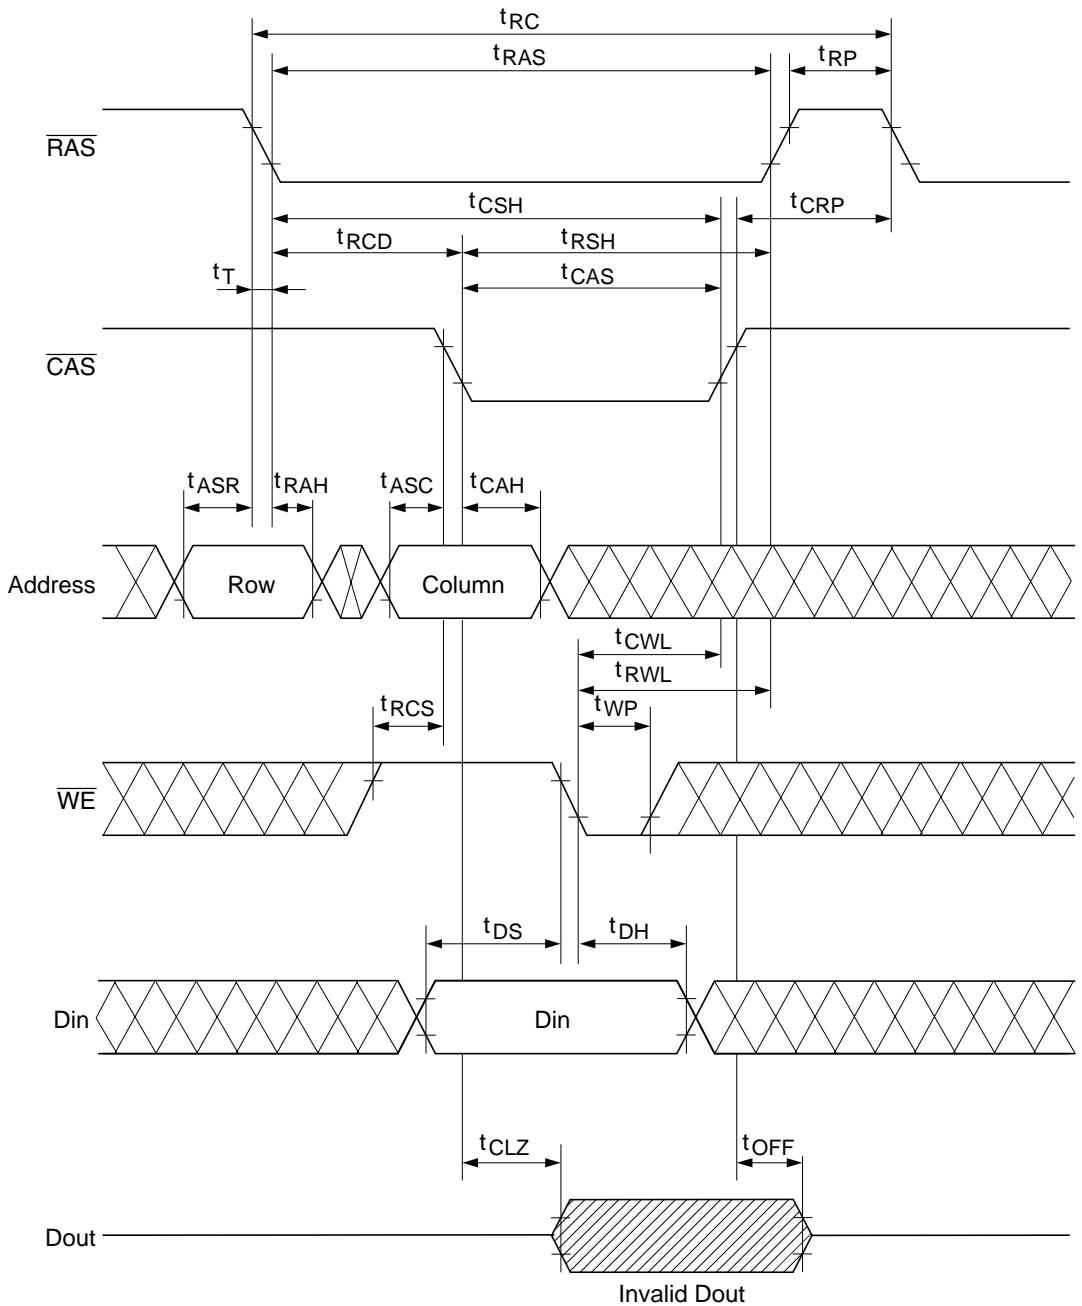 tRC
tRAS
tRP
RAS
tCSH
tCRP
tRCD
tRSH
tT
tCAS
CAS
tASR
tRAH
tASC
tCAH
Address
Row
Column
tCWL
tRWL
tRCS
tWP
WE
tDS
tDH
Din
Din
tCLZ
tOFF
Dout
Invalid Dout